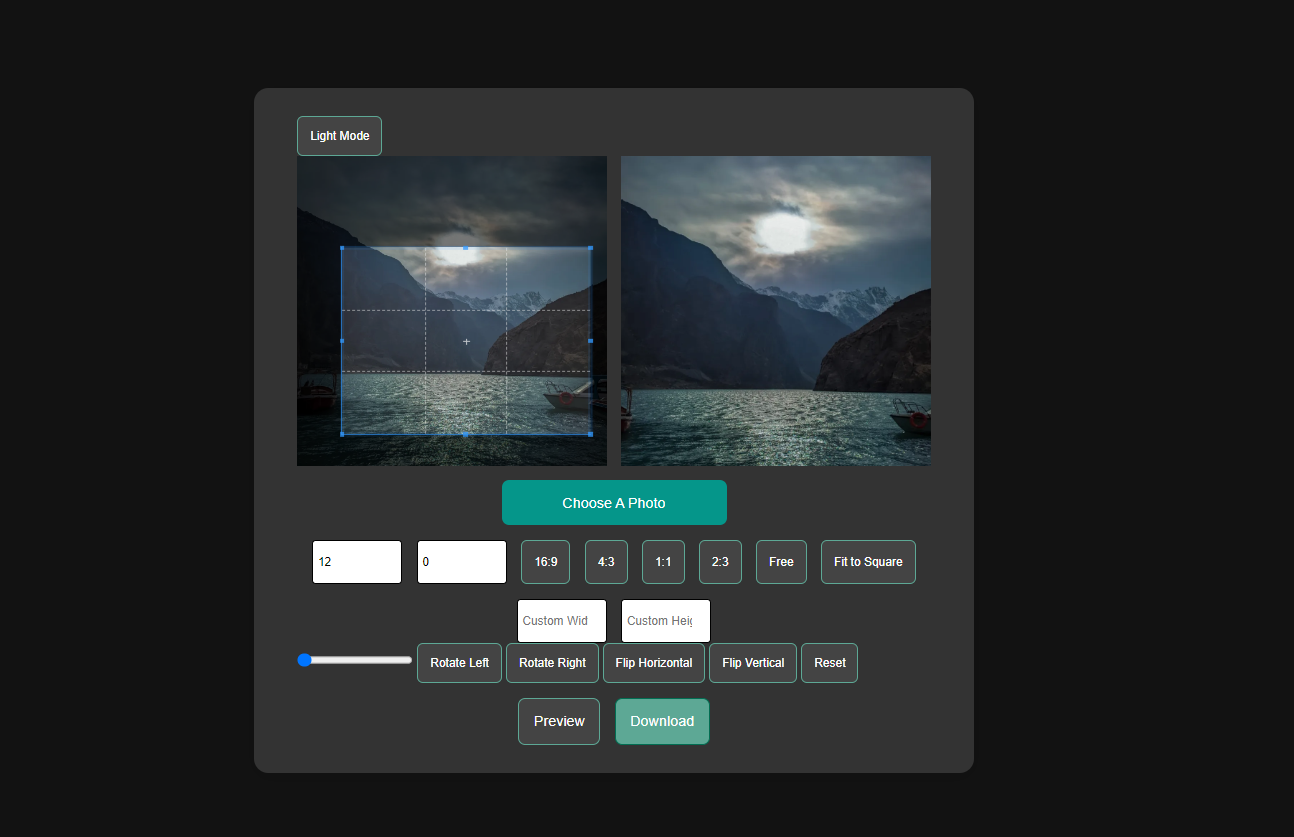 Light Mode
Choose A Photo
12 0 16:9 4:3 1:1 2:3 Free Fit to Square
Custom Wid Custom Heig
Rotate Left Rotate Right Flip Horizontal Flip Vertical Reset
Preview Download